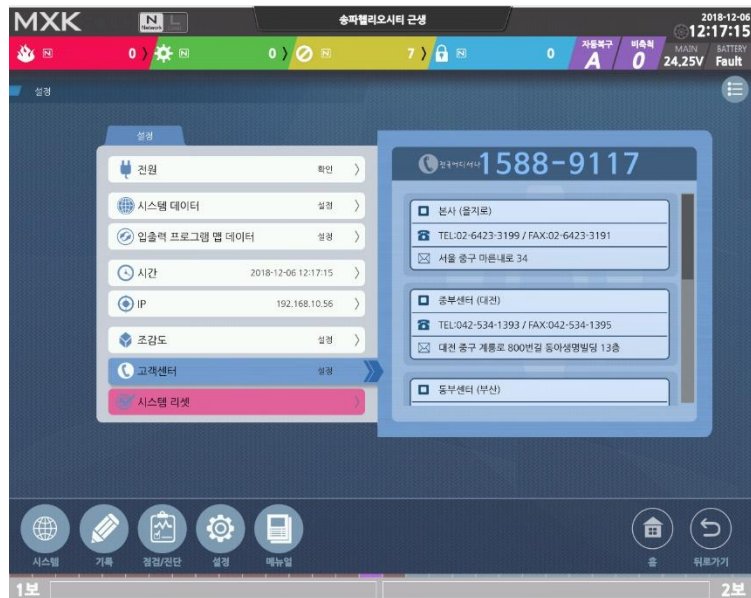 MXK
N
Network
L
송파헬리오시티 근생
2018-12-06
12:17:15
N 0 N 0 N 7 N 0
자동복구 A
비축적 0
MAIN 24.25V
BATTERY Fault
설정
설정
전원 확인
시스템 데이터 설정
입출력 프로그램 맵 데이터 설정
시간 2018-12-06 12:17:15
IP 192.168.10.56
조감도 설정
고객센터 설정
시스템 리셋
전국어디서나 1588-9117
본사 (을지로)
TEL:02-6423-3199 / FAX:02-6423-3191
서울 중구 마른내로 34
중부센터 (대전)
TEL:042-534-1393 / FAX:042-534-1395
대전 중구 계룡로 800번길 동아생명빌딩 13층
동부센터 (부산)
시스템 기록 점검/진단 설정 메뉴얼 홈 뒤로가기
1보 2보